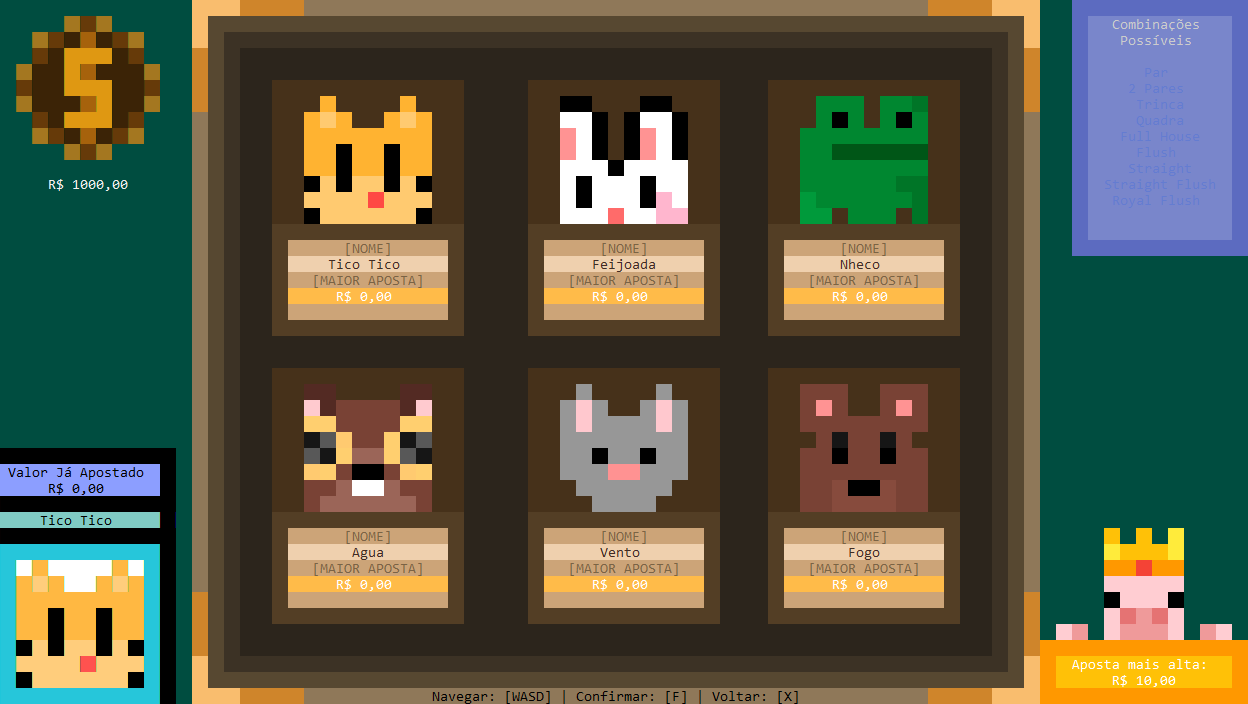 R$ 1000,00
Combinações
Possíveis
Par
2 Pares
Trinca
Quadra
Full House
Flush
Straight
Straight Flush
Royal Flush
[NOME]
Tico Tico
[MAIOR APOSTA]
R$ 0,00
[NOME]
Feijoada
[MAIOR APOSTA]
R$ 0,00
[NOME]
Nheco
[MAIOR APOSTA]
R$ 0,00
[NOME]
Agua
[MAIOR APOSTA]
R$ 0,00
[NOME]
Vento
[MAIOR APOSTA]
R$ 0,00
[NOME]
Fogo
[MAIOR APOSTA]
R$ 0,00
Valor Já Apostado
R$ 0,00
Tico Tico
Aposta mais alta:
R$ 10,00
Navegar: [WASD] | Confirmar: [F] | Voltar: [X]